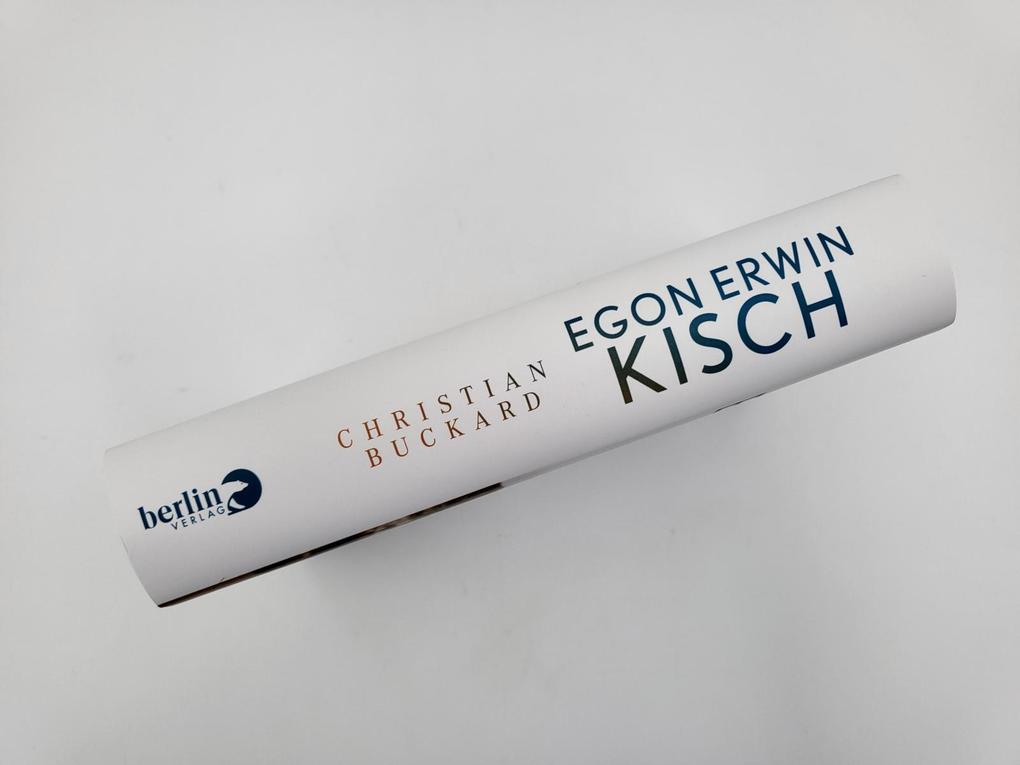 berlin
VERLAG
CHRISTIAN
BUCKARD
EGON ERWIN
KISCH